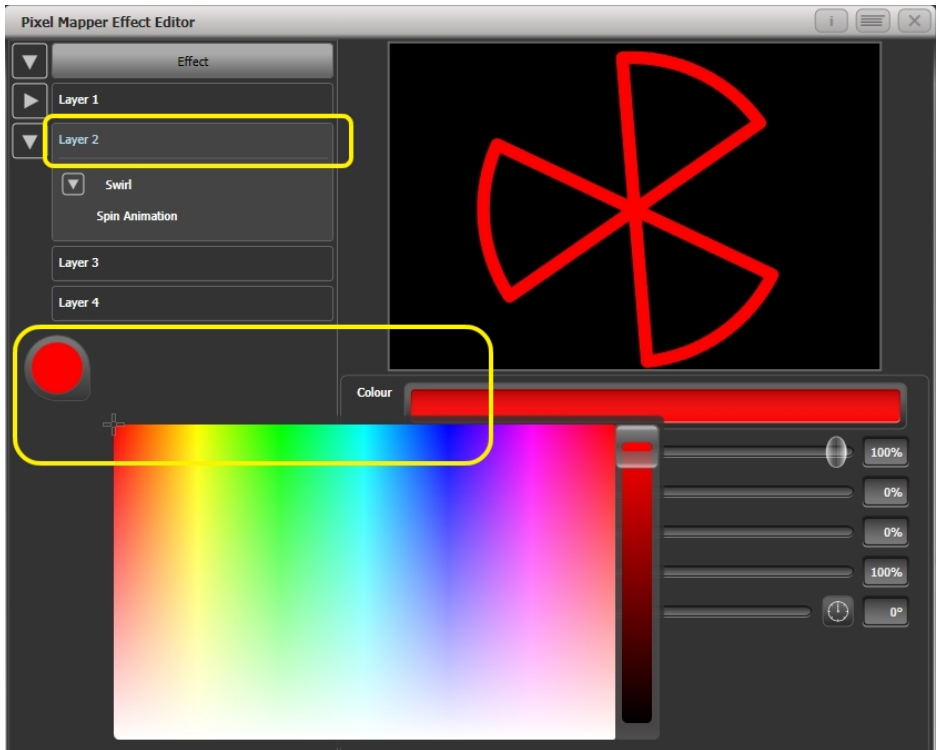 Pixel Mapper Effect Editor
i
Effect
Layer 1
Layer 2
Swirl
Spin Animation
Layer 3
Layer 4
Colour
100%
0%
0%
100%
0°